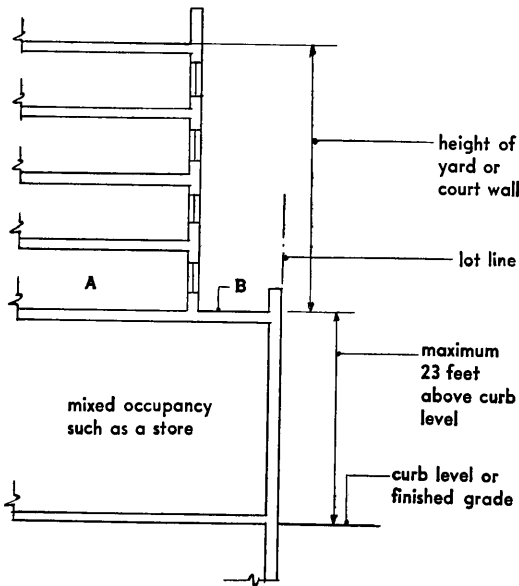 height of
yard or
court wall
lot line
A
B
maximum
23 feet
above curb
level
mixed occupancy
such as a store
curb level or
finished grade